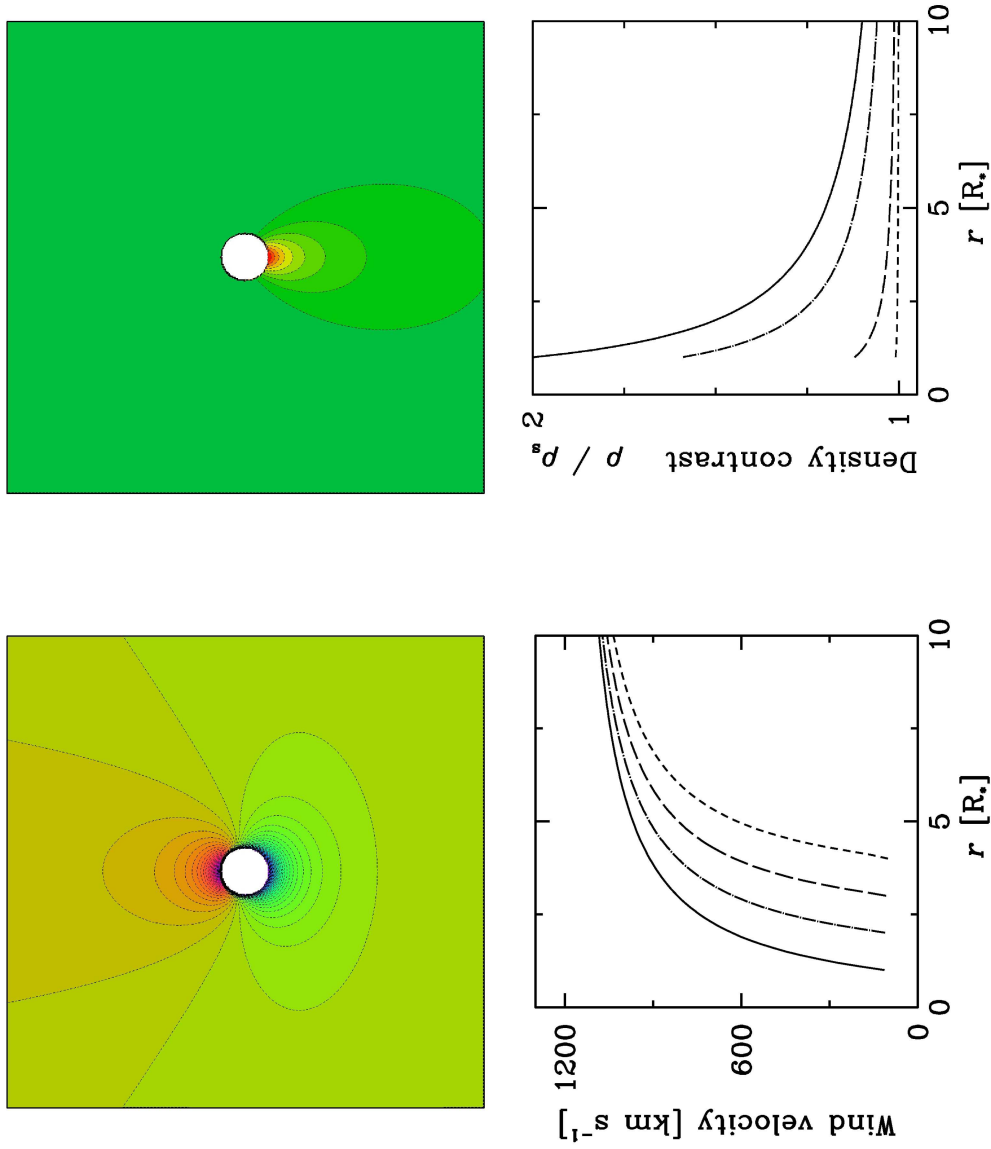 Wind velocity [km s⁻¹]
1200
600
0
0 5 10
r [R*]
Density contrast ρ / ρs
2
1
0 5 10
r [R*]